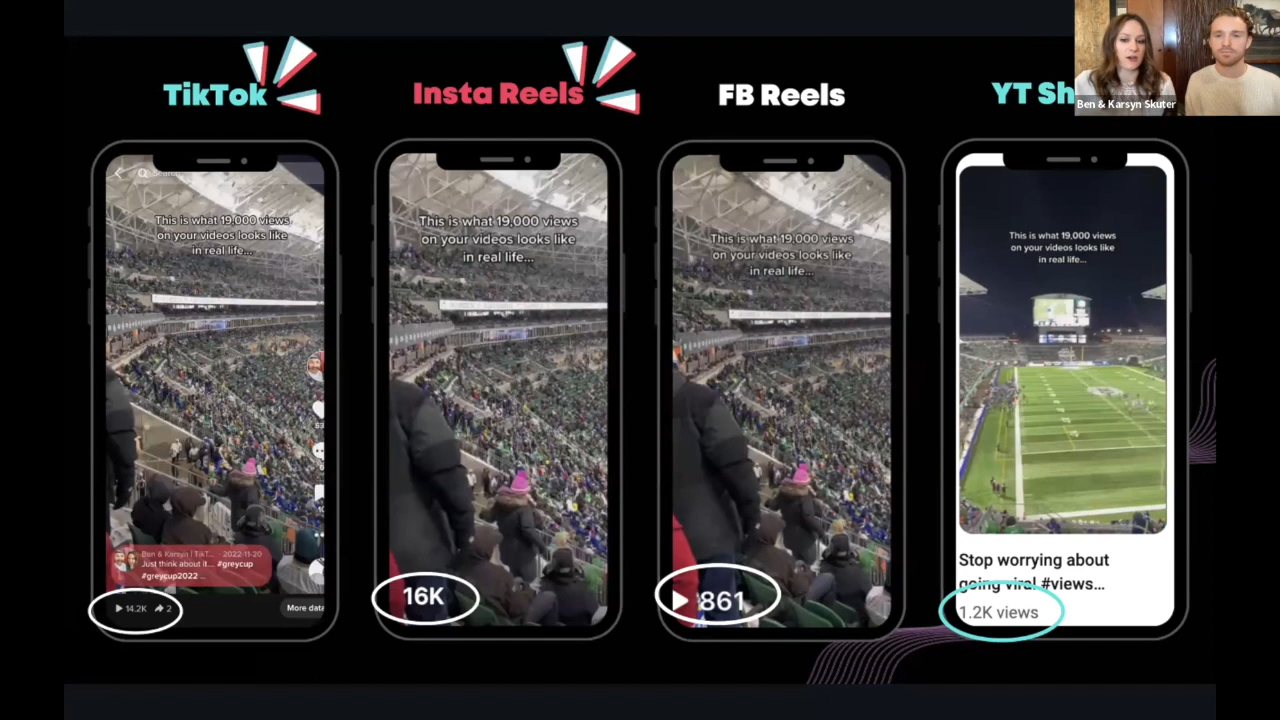 TikTok
Insta Reels
FB Reels
YT Sh
Ben & Karsyn Skuter
Search
This is what 19,000 views
on your videos looks like
in real life...
Ben & Karsyn | TikT... · 2022-11-20
Just think about it... #greycup
#greycup2022 ...
14.2K
2
More data
This is what 19,000 views
on your videos looks like
in real life...
16K
This is what 19,000 views
on your videos looks like
in real life...
861
This is what 19,000 views
on your videos looks like
in real life...
Stop worrying about
going viral #views...
1.2K views